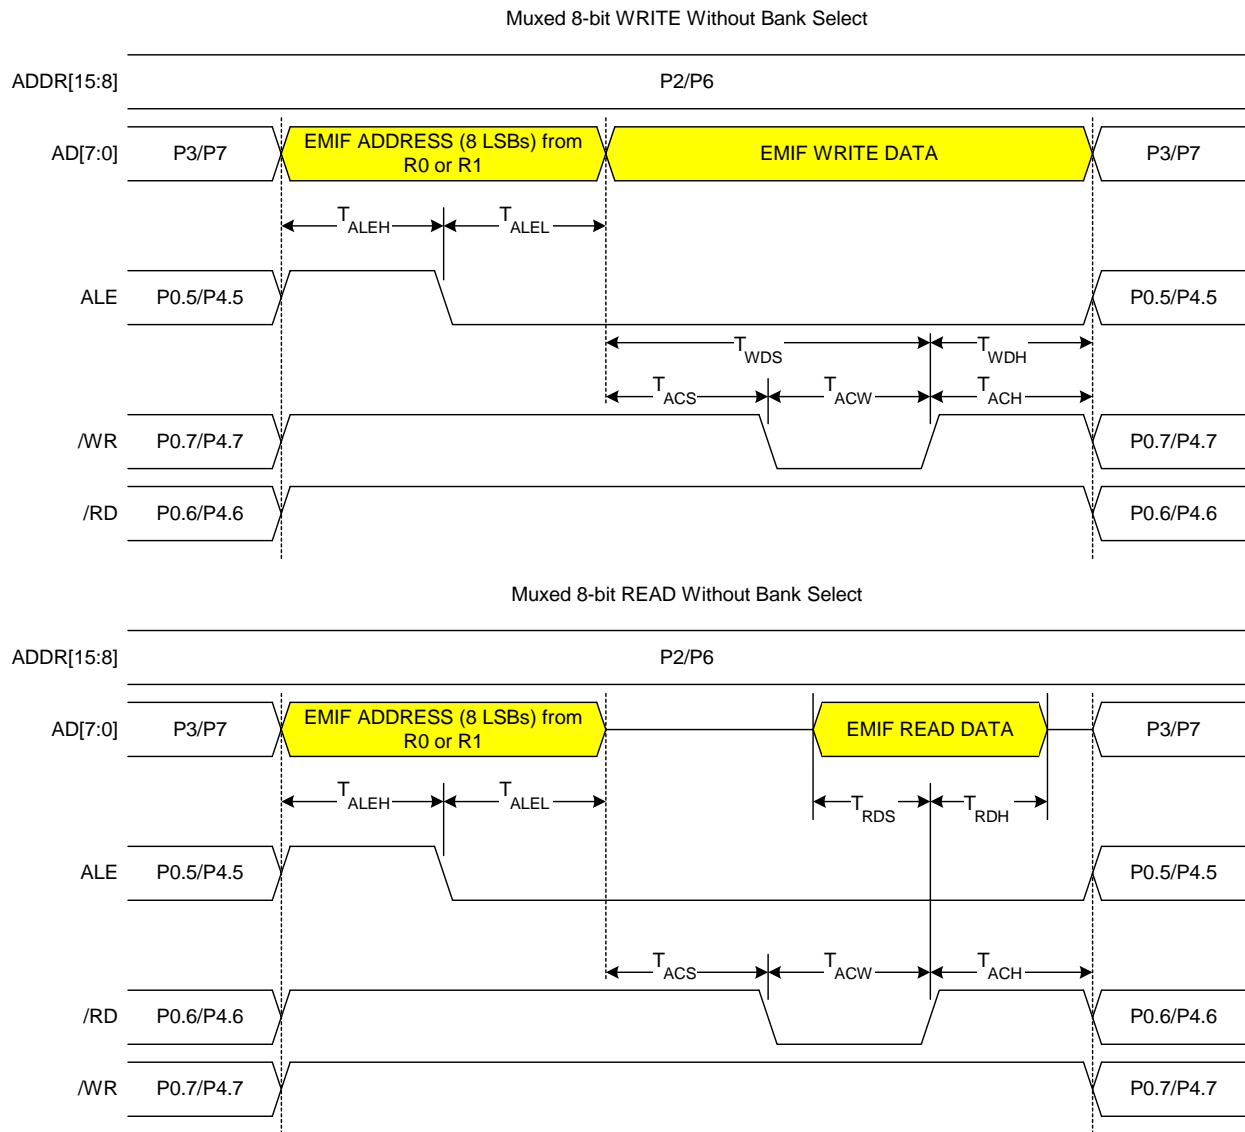 Muxed 8-bit WRITE Without Bank Select
ADDR[15:8] P2/P6
AD[7:0] P3/P7 EMIF ADDRESS (8 LSBs) from EMIF WRITE DATA P3/P7
R0 or R1
TALEH TALEL
ALE P0.5/P4.5 P0.5/P4.5
TWDS TWDH
TACS TACW TACH
/WR P0.7/P4.7 P0.7/P4.7
/RD P0.6/P4.6 P0.6/P4.6
Muxed 8-bit READ Without Bank Select
ADDR[15:8] P2/P6
AD[7:0] P3/P7 EMIF ADDRESS (8 LSBs) from EMIF READ DATA P3/P7
R0 or R1
TALEH TALEL TRDS TRDH
ALE P0.5/P4.5 P0.5/P4.5
TACS TACW TACH
/RD P0.6/P4.6 P0.6/P4.6
/WR P0.7/P4.7 P0.7/P4.7